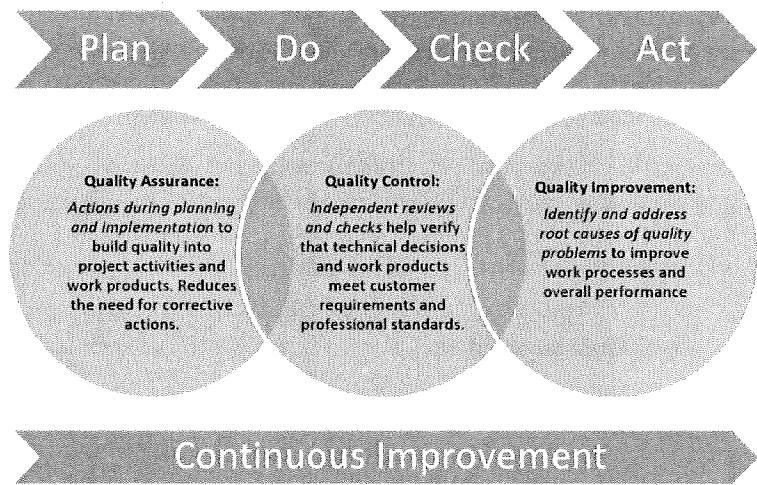 Plan Do Check Act
Quality Assurance:
Actions during planning
and implementation to
build quality into
project activities and
work products. Reduces
the need for corrective
actions.
Quality Control:
Independent reviews
and checks help verify
that technical decisions
and work products
meet customer
requirements and
professional standards.
Quality Improvement:
Identify and address
root causes of quality
problems to improve
work processes and
overall performance
Continuous Improvement